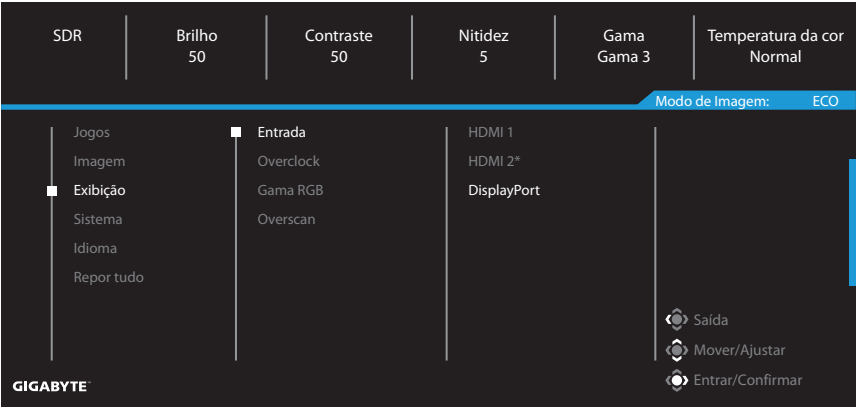 SDR Brilho Contraste Nitidez Gama Temperatura da cor
50 50 5 Gama 3 Normal
Modo de Imagem: ECO
Jogos Entrada HDMI 1
Imagem Overclock HDMI 2*
Exibição Gama RGB DisplayPort
Sistema Overscan
Idioma
Repor tudo
Saída
Mover/Ajustar
GIGABYTE™ Entrar/Confirmar